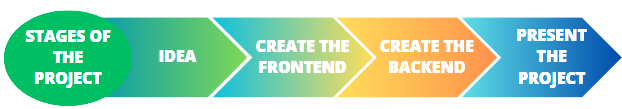 STAGES OF
THE
PROJECT
IDEA
CREATE THE
FRONTEND
CREATE THE
BACKEND
PRESENT
THE
PROJECT